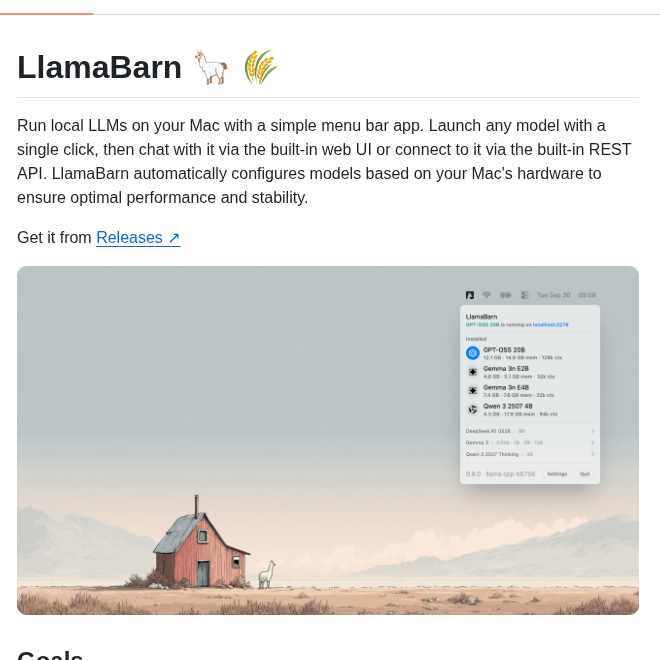 LlamaBarn 🦙 🌾
Run local LLMs on your Mac with a simple menu bar app. Launch any model with a
single click, then chat with it via the built-in web UI or connect to it via the built-in REST
API. LlamaBarn automatically configures models based on your Mac's hardware to
ensure optimal performance and stability.
Get it from Releases ↗
Tue Sep 30 09:58
LlamaBarn
GPT-OSS 20B is running on localhost:2276
Installed
GPT-OSS 20B
12.1 GB · 14.9 GB mem · 128k ctx
Gemma 3n E2B
4.8 GB · 5.1 GB mem · 32k ctx
Gemma 3n E4B
7.4 GB · 7.6 GB mem · 32k ctx
Qwen 3 2507 4B
4.3 GB · 17.9 GB mem · 94k ctx
DeepSeek R1 0528 8B
Gemma 3 270M · 1B · 4B · 12B
Qwen 3 2507 Thinking 4B
0.8.0 · llama.cpp b6756 Settings Quit
Goals